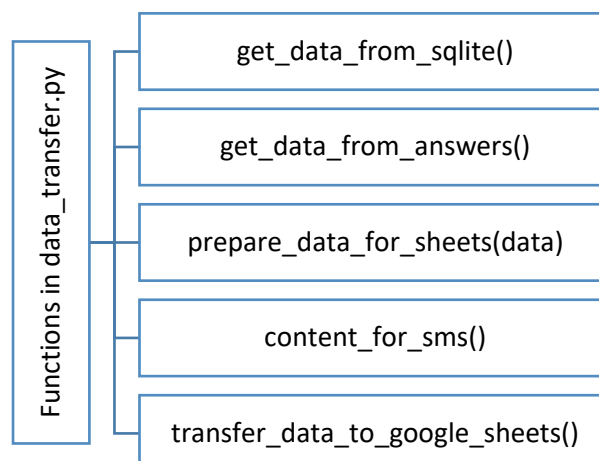 Functions in data_transfer.py
get_data_from_sqlite()
get_data_from_answers()
prepare_data_for_sheets(data)
content_for_sms()
transfer_data_to_google_sheets()